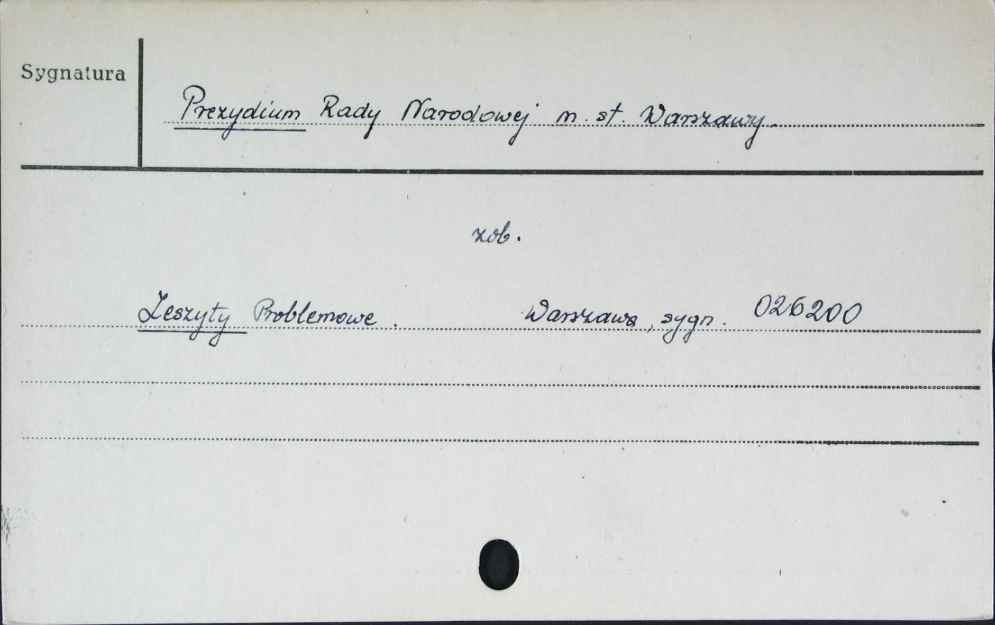 Sygnatura
Prezydium Rady Narodowej m. st. Warszawy
zob.
Zeszyty Problemowe. Warszawa, sygn. 026200